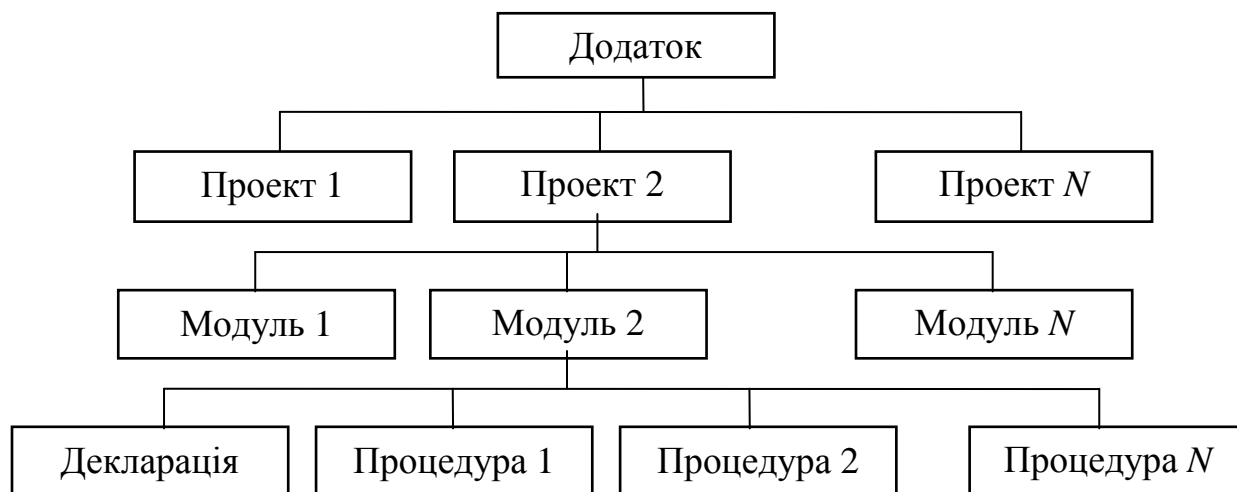 Додаток
Проект 1
Проект 2
Проект N
Модуль 1
Модуль 2
Модуль N
Декларація
Процедура 1
Процедура 2
Процедура N